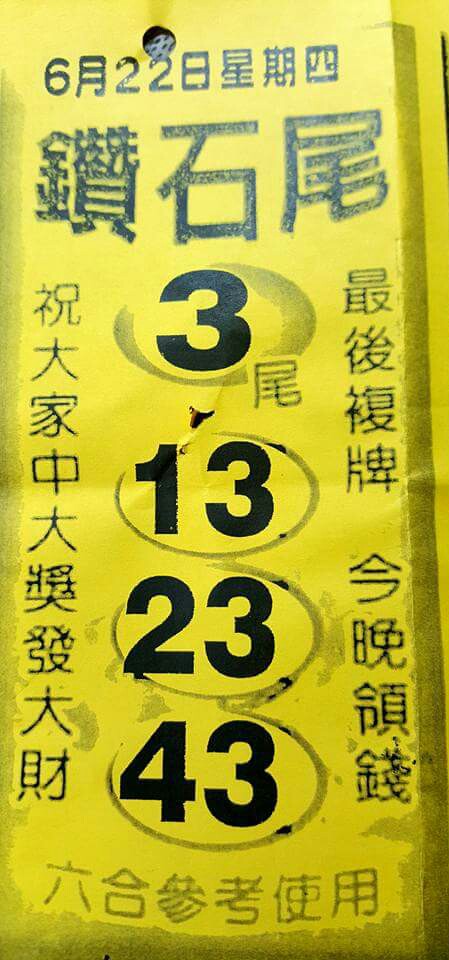 6月22日星期四
鑽石尾
最後複牌 今晚領錢
3尾
13
23
43
祝大家中大獎發大財
六合參考使用